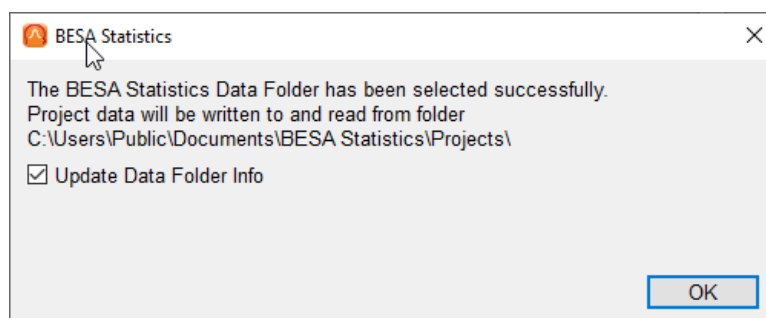 BESA Statistics
The BESA Statistics Data Folder has been selected successfully.
Project data will be written to and read from folder
C:\Users\Public\Documents\BESA Statistics\Projects\
Update Data Folder Info
OK